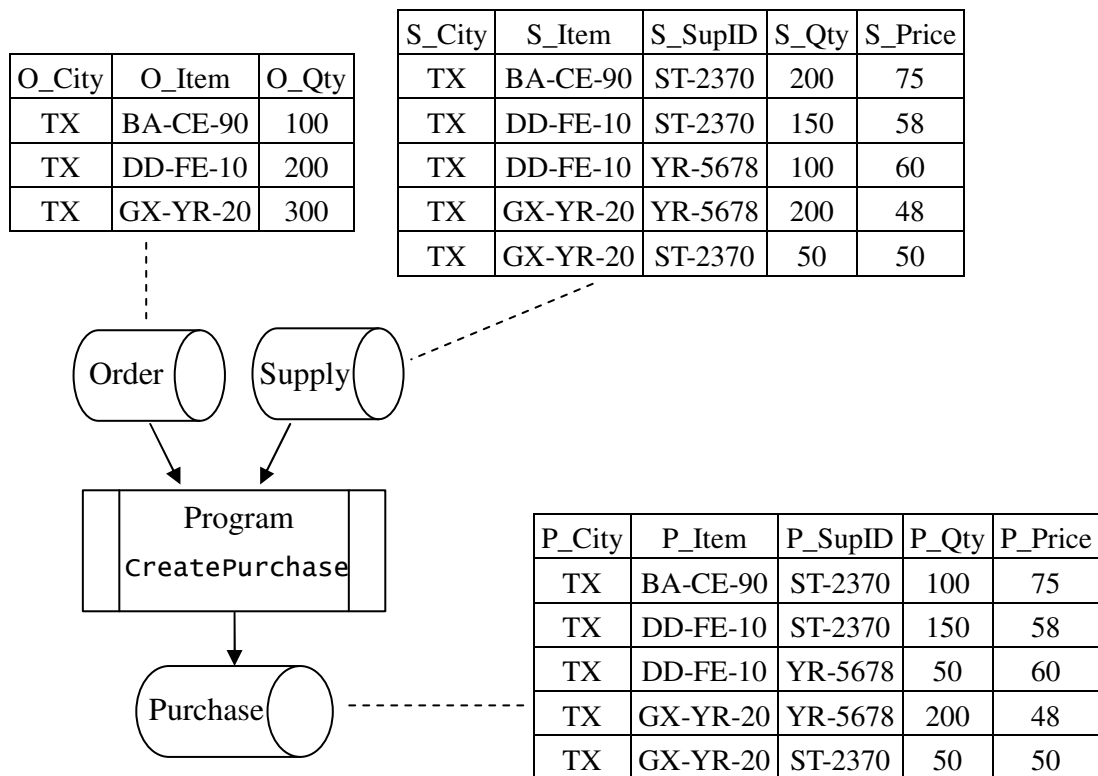 O_City O_Item O_Qty
TX BA-CE-90 100
TX DD-FE-10 200
TX GX-YR-20 300
S_City S_Item S_SupID S_Qty S_Price
TX BA-CE-90 ST-2370 200 75
TX DD-FE-10 ST-2370 150 58
TX DD-FE-10 YR-5678 100 60
TX GX-YR-20 YR-5678 200 48
TX GX-YR-20 ST-2370 50 50
Order
Supply
Program
CreatePurchase
Purchase
P_City P_Item P_SupID P_Qty P_Price
TX BA-CE-90 ST-2370 100 75
TX DD-FE-10 ST-2370 150 58
TX DD-FE-10 YR-5678 50 60
TX GX-YR-20 YR-5678 200 48
TX GX-YR-20 ST-2370 50 50